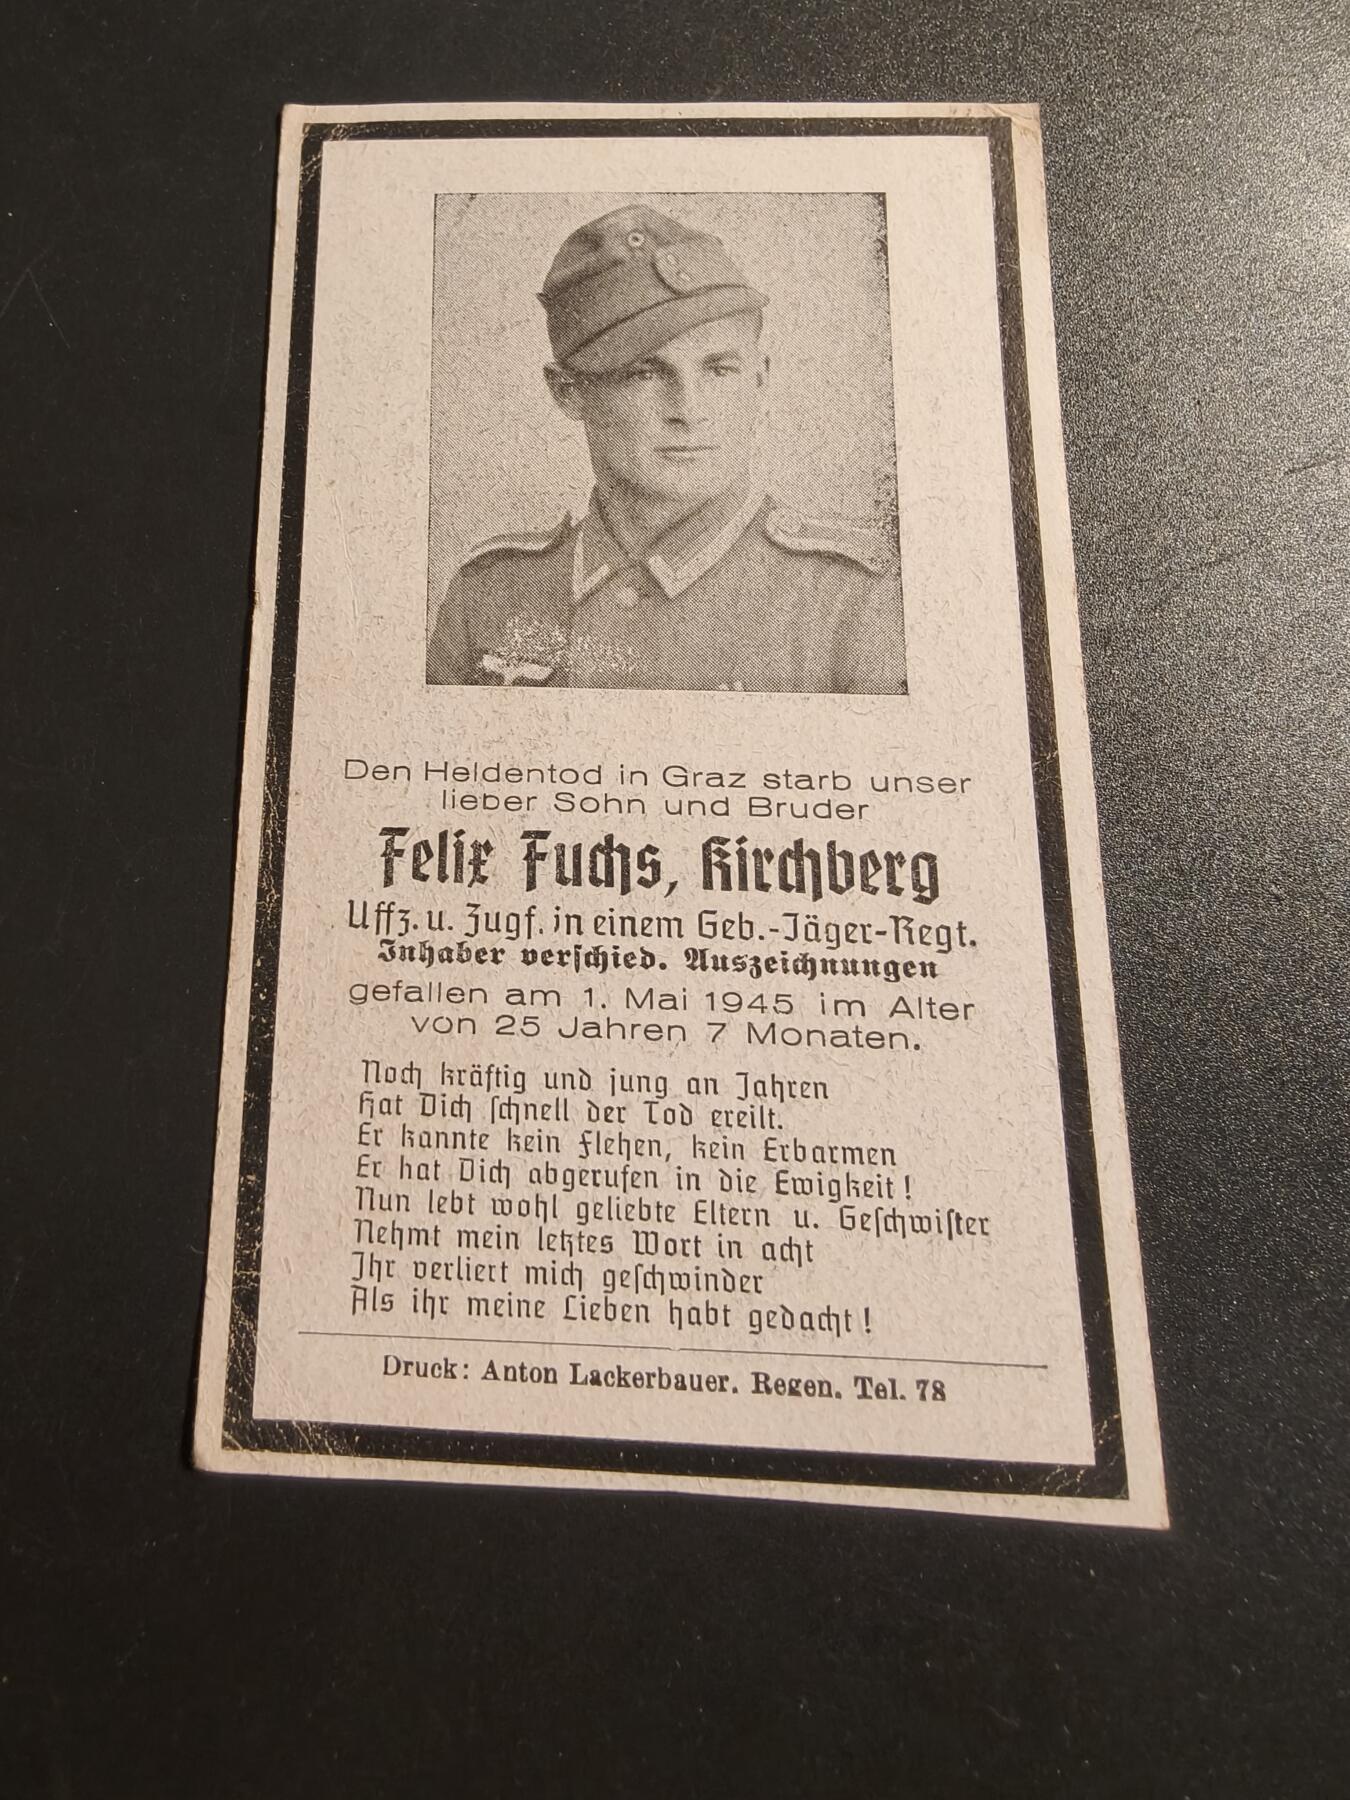 Den Heldentod in Graz starb unser
lieber Sohn und Bruder
Felix Fuchs, Kirchberg
Uffz. u. Zugf. in einem Geb.-Jäger-Regt.
Inhaber verschied. Auszeichnungen
gefallen am 1. Mai 1945 im Alter
von 25 Jahren 7 Monaten.
Noch kräftig und jung an Jahren
Hat Dich schnell der Tod ereilt.
Er kannte kein Flehen, kein Erbarmen
Er hat Dich abgerufen in die Ewigkeit!
Nun lebt wohl geliebte Eltern u. Geschwister
Nehmt mein letztes Wort in acht
Ihr verliert mich geschwinder
Als ihr meine Lieben habt gedacht!
Druck: Anton Lackerbauer. Regen. Tel. 78